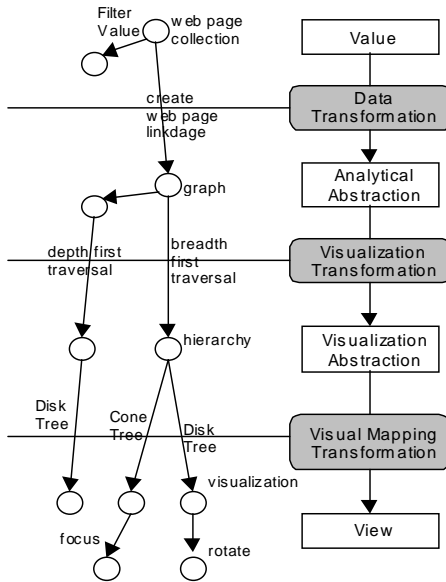 Filter
Value
web page
collection
Value
create
web page
linkdage
Data
Transformation
graph
Analytical
Abstraction
depth first
traversal
breadth
first
traversal
Visualization
Transformation
hierarchy
Visualization
Abstraction
Disk
Tree
Cone
Tree
Disk
Tree
Visual Mapping
Transformation
visualization
View
focus
rotate